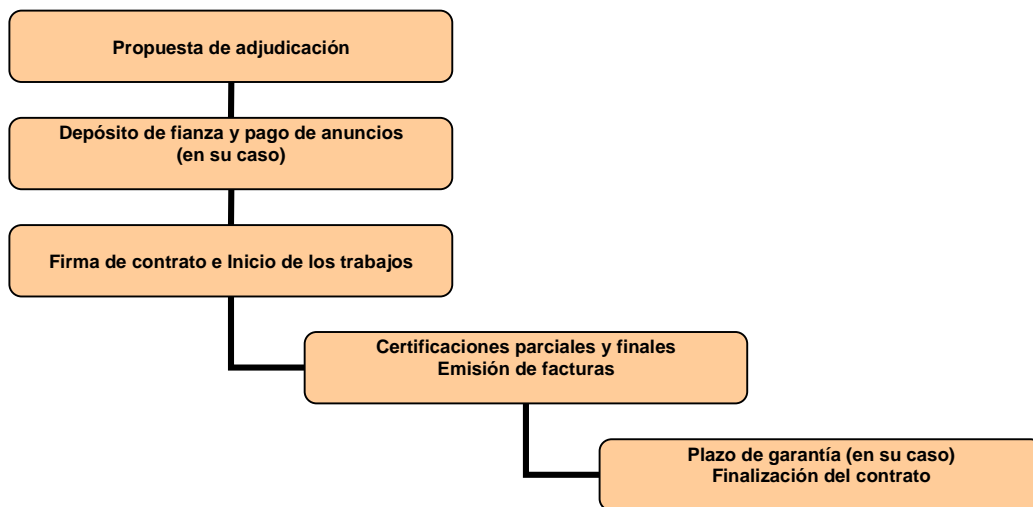 Propuesta de adjudicación
Depósito de fianza y pago de anuncios
(en su caso)
Firma de contrato e Inicio de los trabajos
Certificaciones parciales y finales
Emisión de facturas
Plazo de garantía (en su caso)
Finalización del contrato